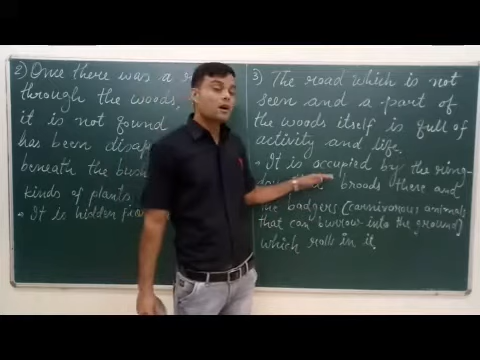 2) Once there was a
through the woods,
it is not found
has been
beneath the bush
kinds of plants.
• It is hidden from
3) The road which is not
seen and a part of
the woods itself is full of
activity and life.
• It is occupied by the ring-
broods there and
the badgers (carnivorous animals
that can burrow into the ground)
which rolls in it.